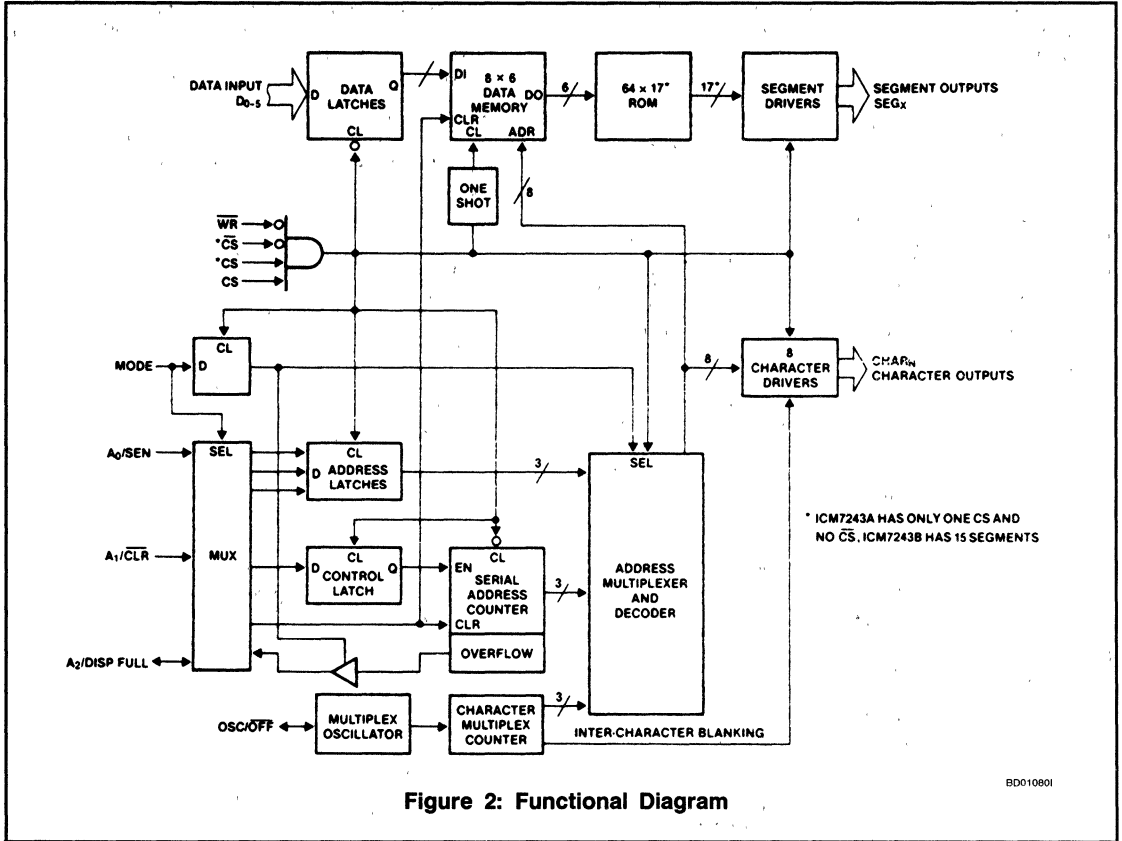 DATA INPUT
D0-5
D
DATA
LATCHES
Q
CL
DI
8 × 6
DATA
MEMORY
DO
CLR
CL
ADR
6
64 x 17*
ROM
17*
SEGMENT
DRIVERS
SEGMENT OUTPUTS
SEGX
ONE
SHOT
8
WR
*CS
*CS
CS
MODE
CL
D
8
8
CHARACTER
DRIVERS
CHARN
CHARACTER OUTPUTS
A0/SEN
SEL
CL
D
ADDRESS
LATCHES
3
SEL
A1/CLR
MUX
CL
D
Q
CONTROL
LATCH
EN
CL
SERIAL
ADDRESS
COUNTER
CLR
3
ADDRESS
MULTIPLEXER
AND
DECODER
* ICM7243A HAS ONLY ONE CS AND
NO CS, ICM7243B HAS 15 SEGMENTS
A2/DISP FULL
OVERFLOW
OSC/OFF
MULTIPLEX
OSCILLATOR
CHARACTER
MULTIPLEX
COUNTER
3
INTER-CHARACTER BLANKING
BD01080I
Figure 2: Functional Diagram